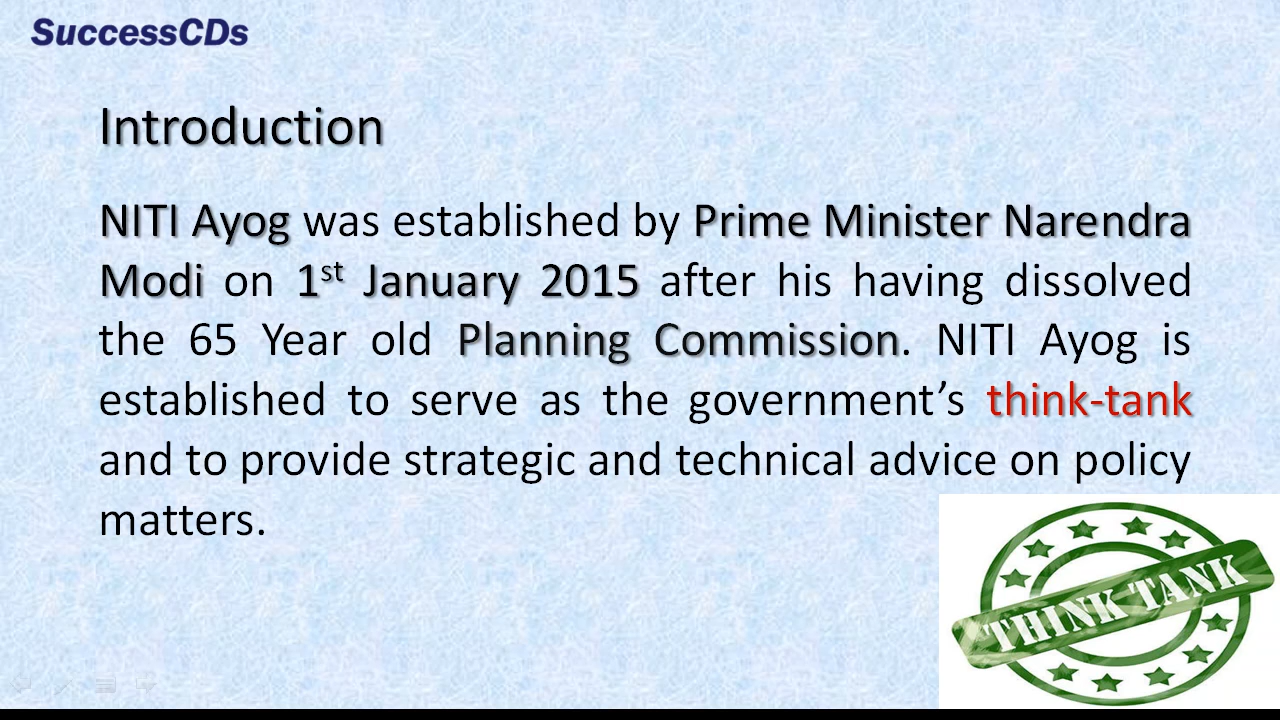 SuccessCDs
Introduction
NITI Ayog was established by Prime Minister Narendra
Modi on 1st January 2015 after his having dissolved
the 65 Year old Planning Commission. NITI Ayog is
established to serve as the government’s think-tank
and to provide strategic and technical advice on policy
matters.
THINK TANK